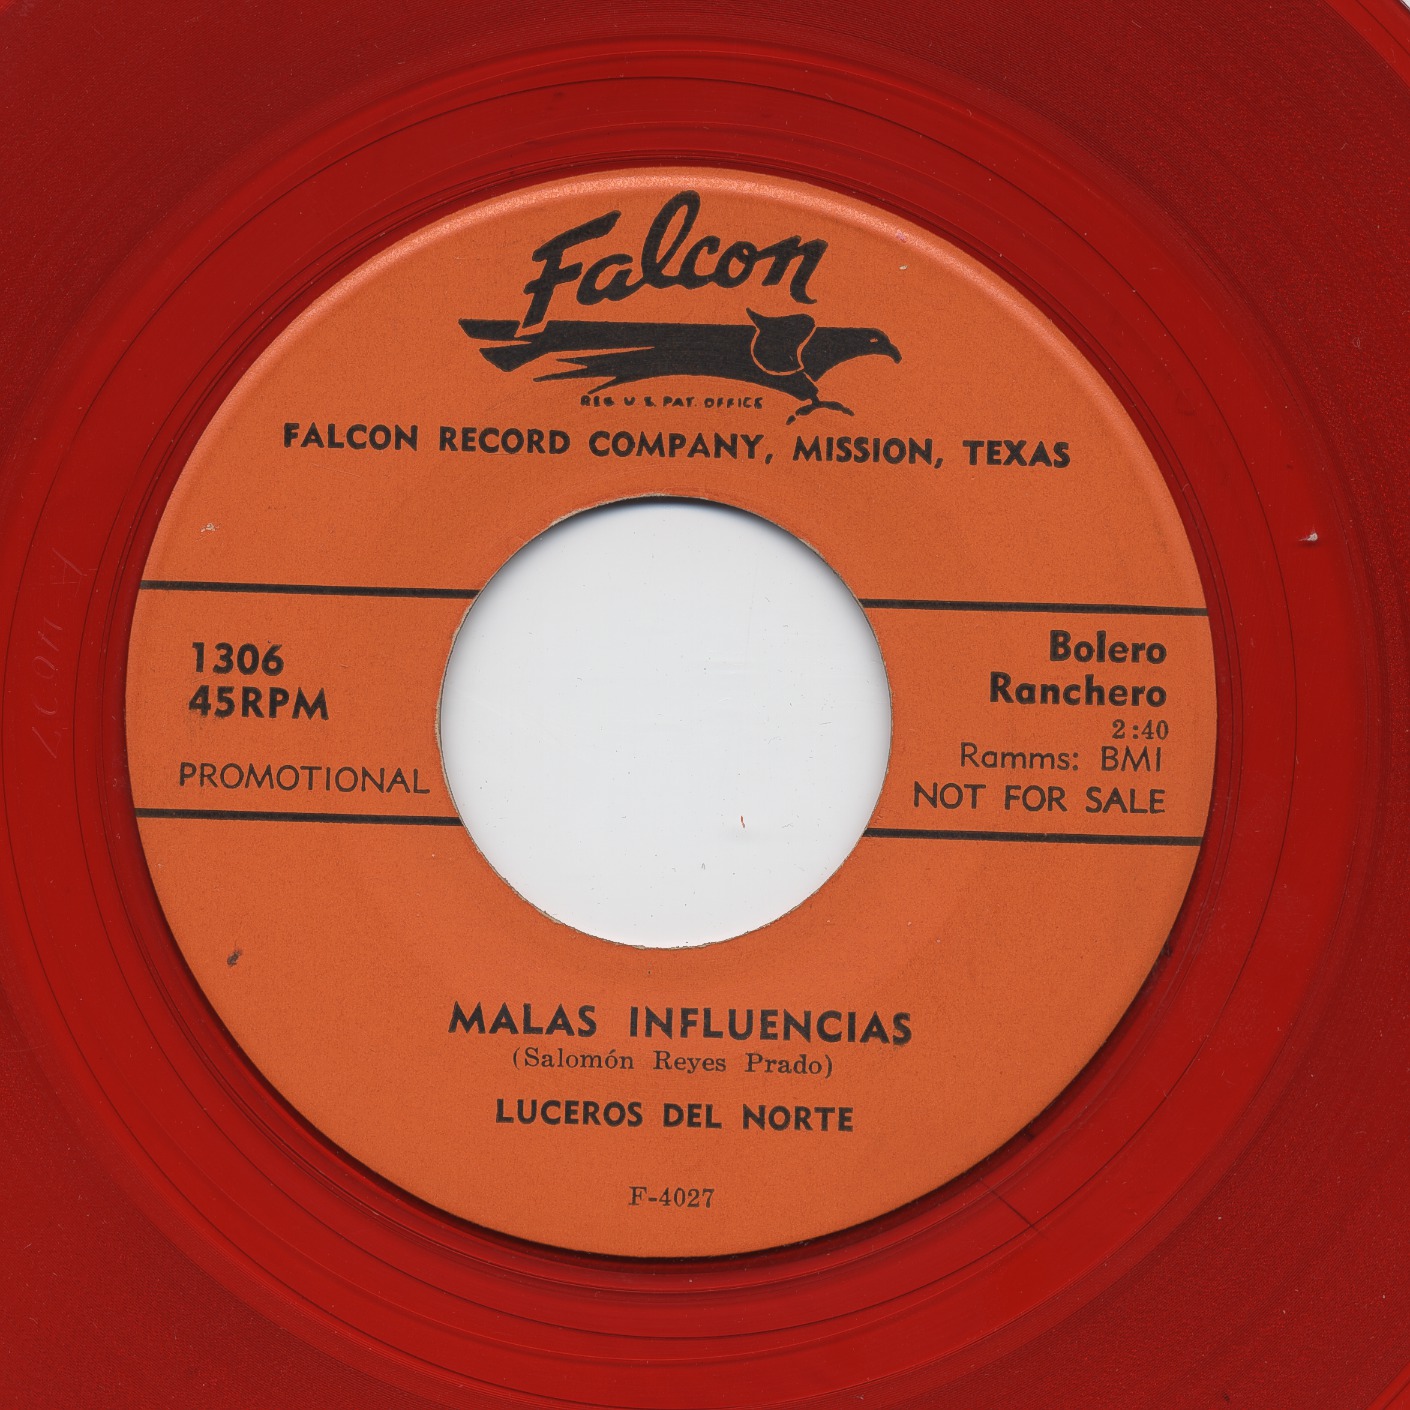 Falcon
REG U.S. PAT. OFFICE
FALCON RECORD COMPANY, MISSION, TEXAS
1306
45RPM
PROMOTIONAL
Bolero
Ranchero
2:40
Ramms: BMI
NOT FOR SALE
MALAS INFLUENCIAS
(Salomón Reyes Prado)
LUCEROS DEL NORTE
F-4027